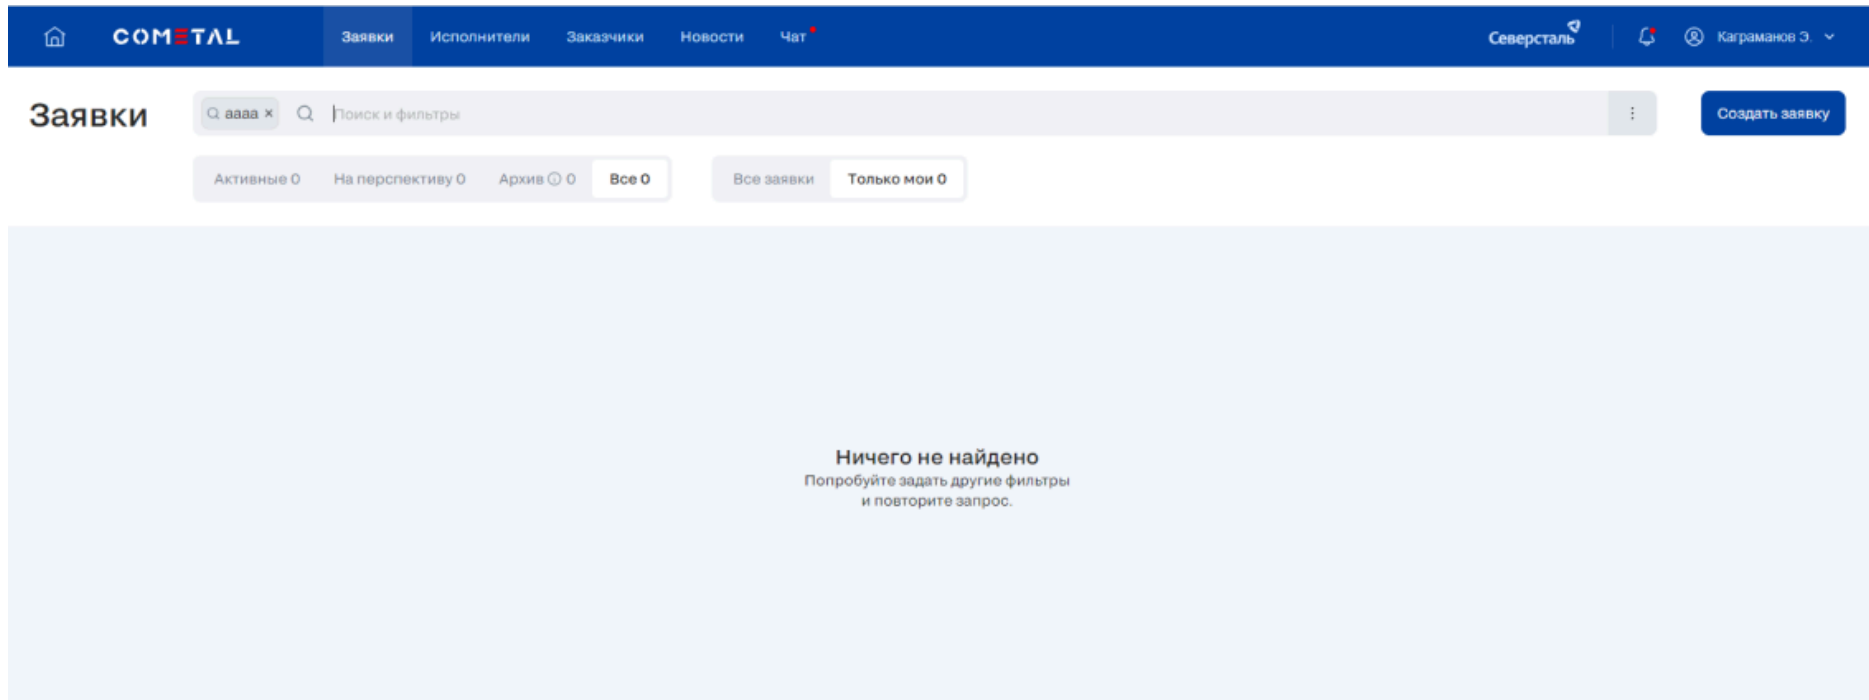 COMETAL Заявки Исполнители Заказчики Новости Чат Северсталь Каграманов Э.
Заявки аааа × Поиск и фильтры Создать заявку
Активные 0 На перспективу 0 Архив 0 Все 0 Все заявки Только мои 0
Ничего не найдено
Попробуйте задать другие фильтры
и повторите запрос.